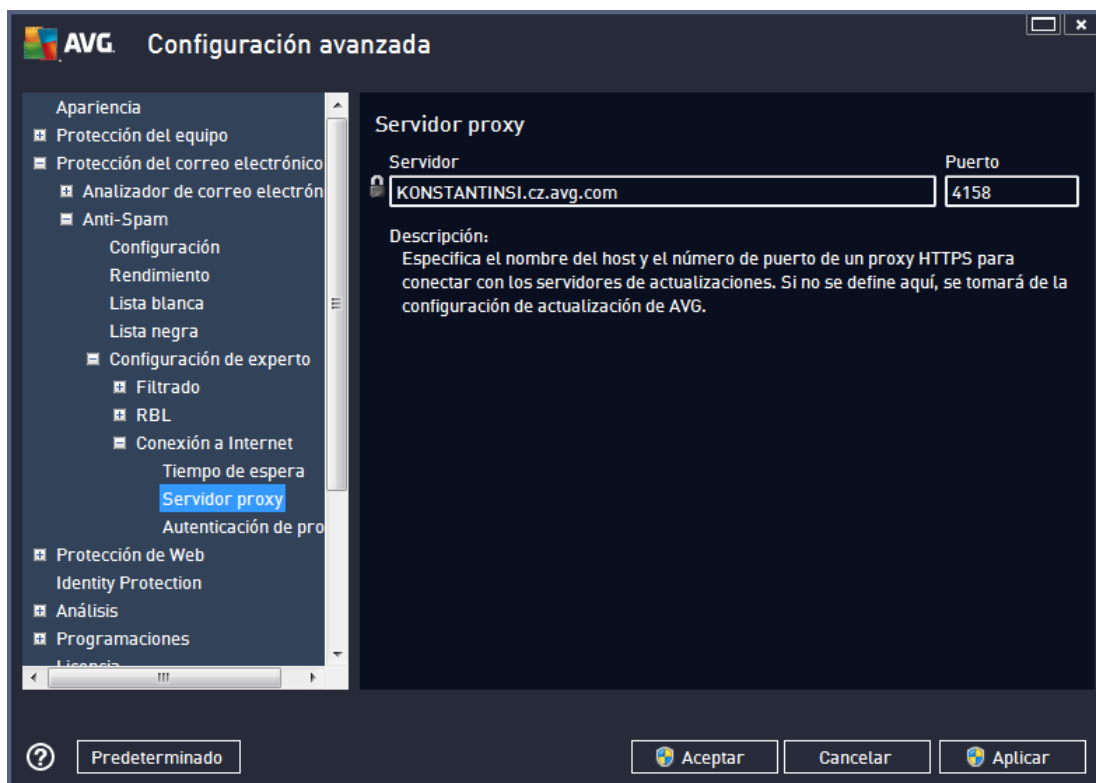 AVG. Configuración avanzada
Apariencia
Protección del equipo
Protección del correo electrónico
Analizador de correo electrón
Anti-Spam
Configuración
Rendimiento
Lista blanca
Lista negra
Configuración de experto
Filtrado
RBL
Conexión a Internet
Tiempo de espera
Servidor proxy
Autenticación de pro
Protección de Web
Identity Protection
Análisis
Programaciones
Licencia
Servidor proxy
Servidor Puerto
KONSTANTINSI.cz.avg.com 4158
Descripción:
Especifica el nombre del host y el número de puerto de un proxy HTTPS para
conectar con los servidores de actualizaciones. Si no se define aquí, se tomará de la
configuración de actualización de AVG.
Predeterminado Aceptar Cancelar Aplicar